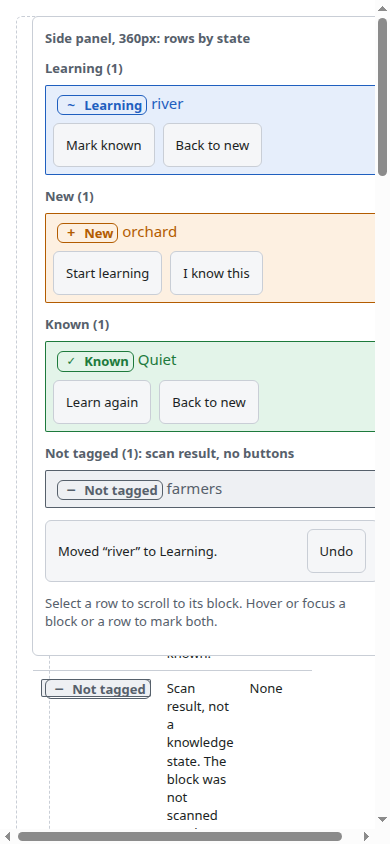 Side panel, 360px: rows by state
Learning (1)
~ Learning river
Mark known Back to new
New (1)
+ New orchard
Start learning I know this
Known (1)
✓ Known Quiet
Learn again Back to new
Not tagged (1): scan result, no buttons
− Not tagged farmers
Moved “river” to Learning. Undo
Select a row to scroll to its block. Hover or focus a
block or a row to mark both.
known.
− Not tagged Scan None
result, not
a
knowledge
state. The
block was
not
scanned